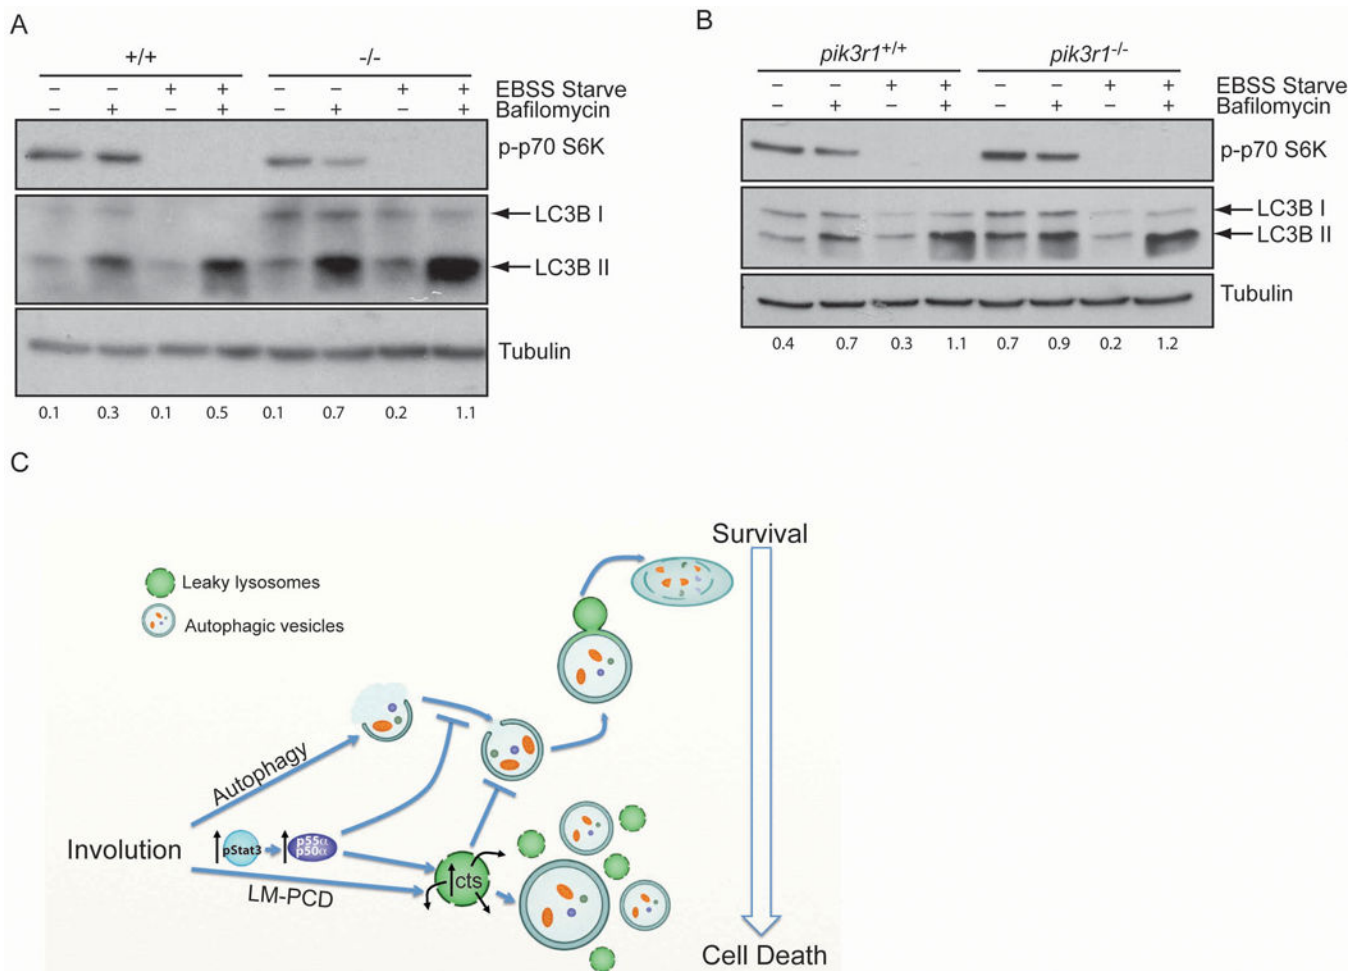 A
+/+ -/-
– – + + – – + + EBSS Starve
– + – + – + – + Bafilomycin
p-p70 S6K
LC3B I
LC3B II
Tubulin
0.1 0.3 0.1 0.5 0.1 0.7 0.2 1.1
B
pik3r1+/+ pik3r1-/-
– – + + – – + + EBSS Starve
– + – + – + – + Bafilomycin
p-p70 S6K
LC3B I
LC3B II
Tubulin
0.4 0.7 0.3 1.1 0.7 0.9 0.2 1.2
C
Survival
Leaky lysosomes
Autophagic vesicles
Autophagy
Involution
pStat3
p55α
p50α
cts
LM-PCD
Cell Death